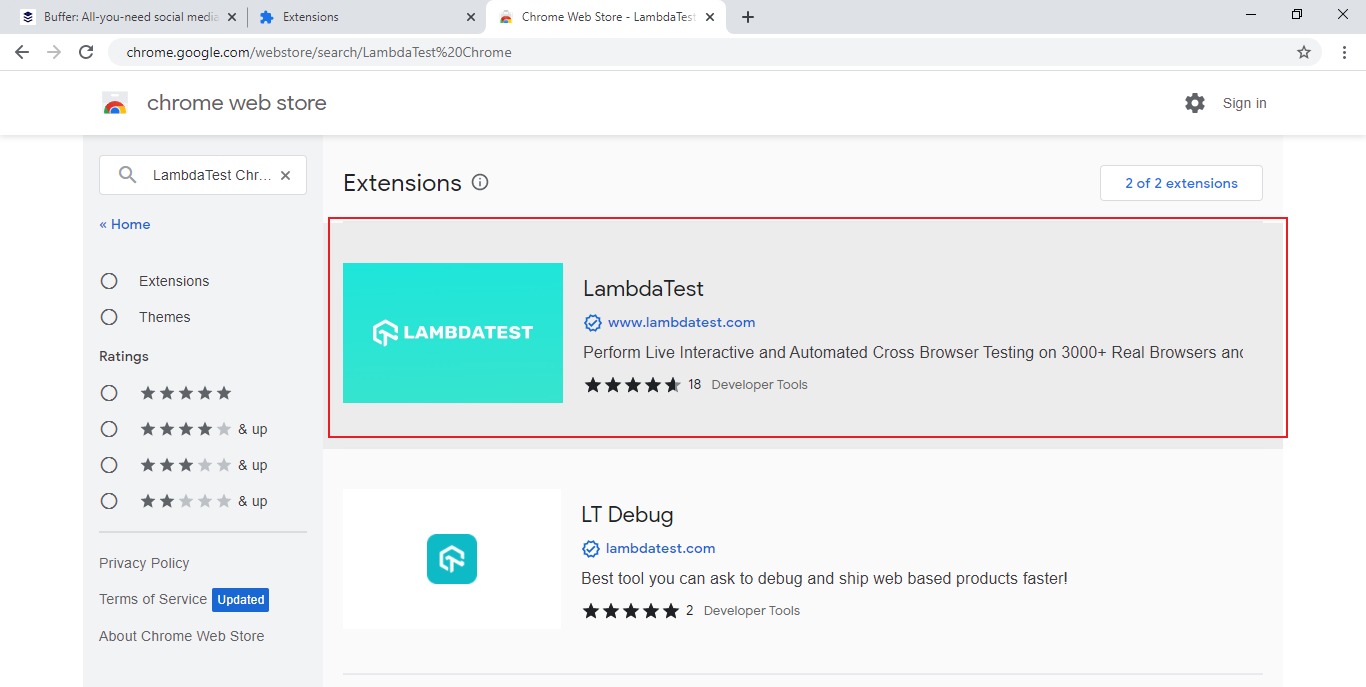 Buffer: All-you-need social media
Extensions
Chrome Web Store - LambdaTest
chrome.google.com/webstore/search/LambdaTest%20Chrome
chrome web store
Sign in
LambdaTest Chr...
« Home
Extensions
Themes
Ratings
& up
& up
& up
Privacy Policy
Terms of Service Updated
About Chrome Web Store
Extensions
2 of 2 extensions
LAMBDATEST
LambdaTest
www.lambdatest.com
Perform Live Interactive and Automated Cross Browser Testing on 3000+ Real Browsers and
18 Developer Tools
LT Debug
lambdatest.com
Best tool you can ask to debug and ship web based products faster!
2 Developer Tools